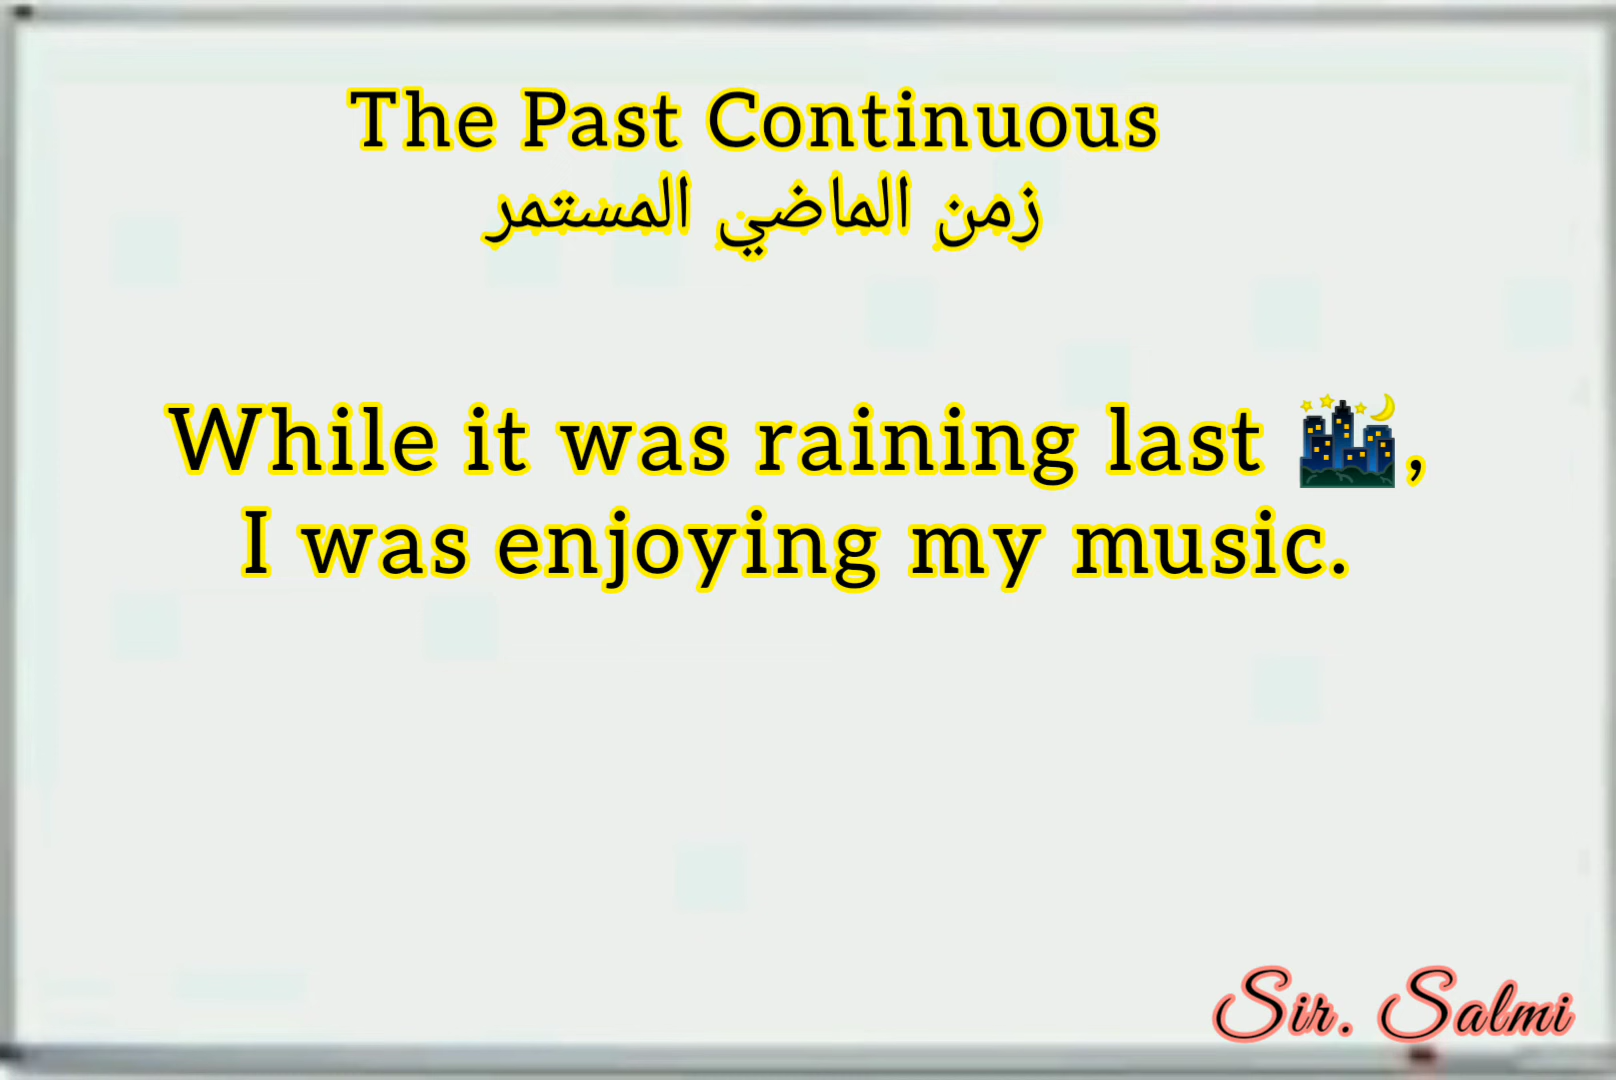 The Past Continuous
زمن الماضي المستمر
While it was raining last 🌃,
I was enjoying my music.
Sir. Salmi